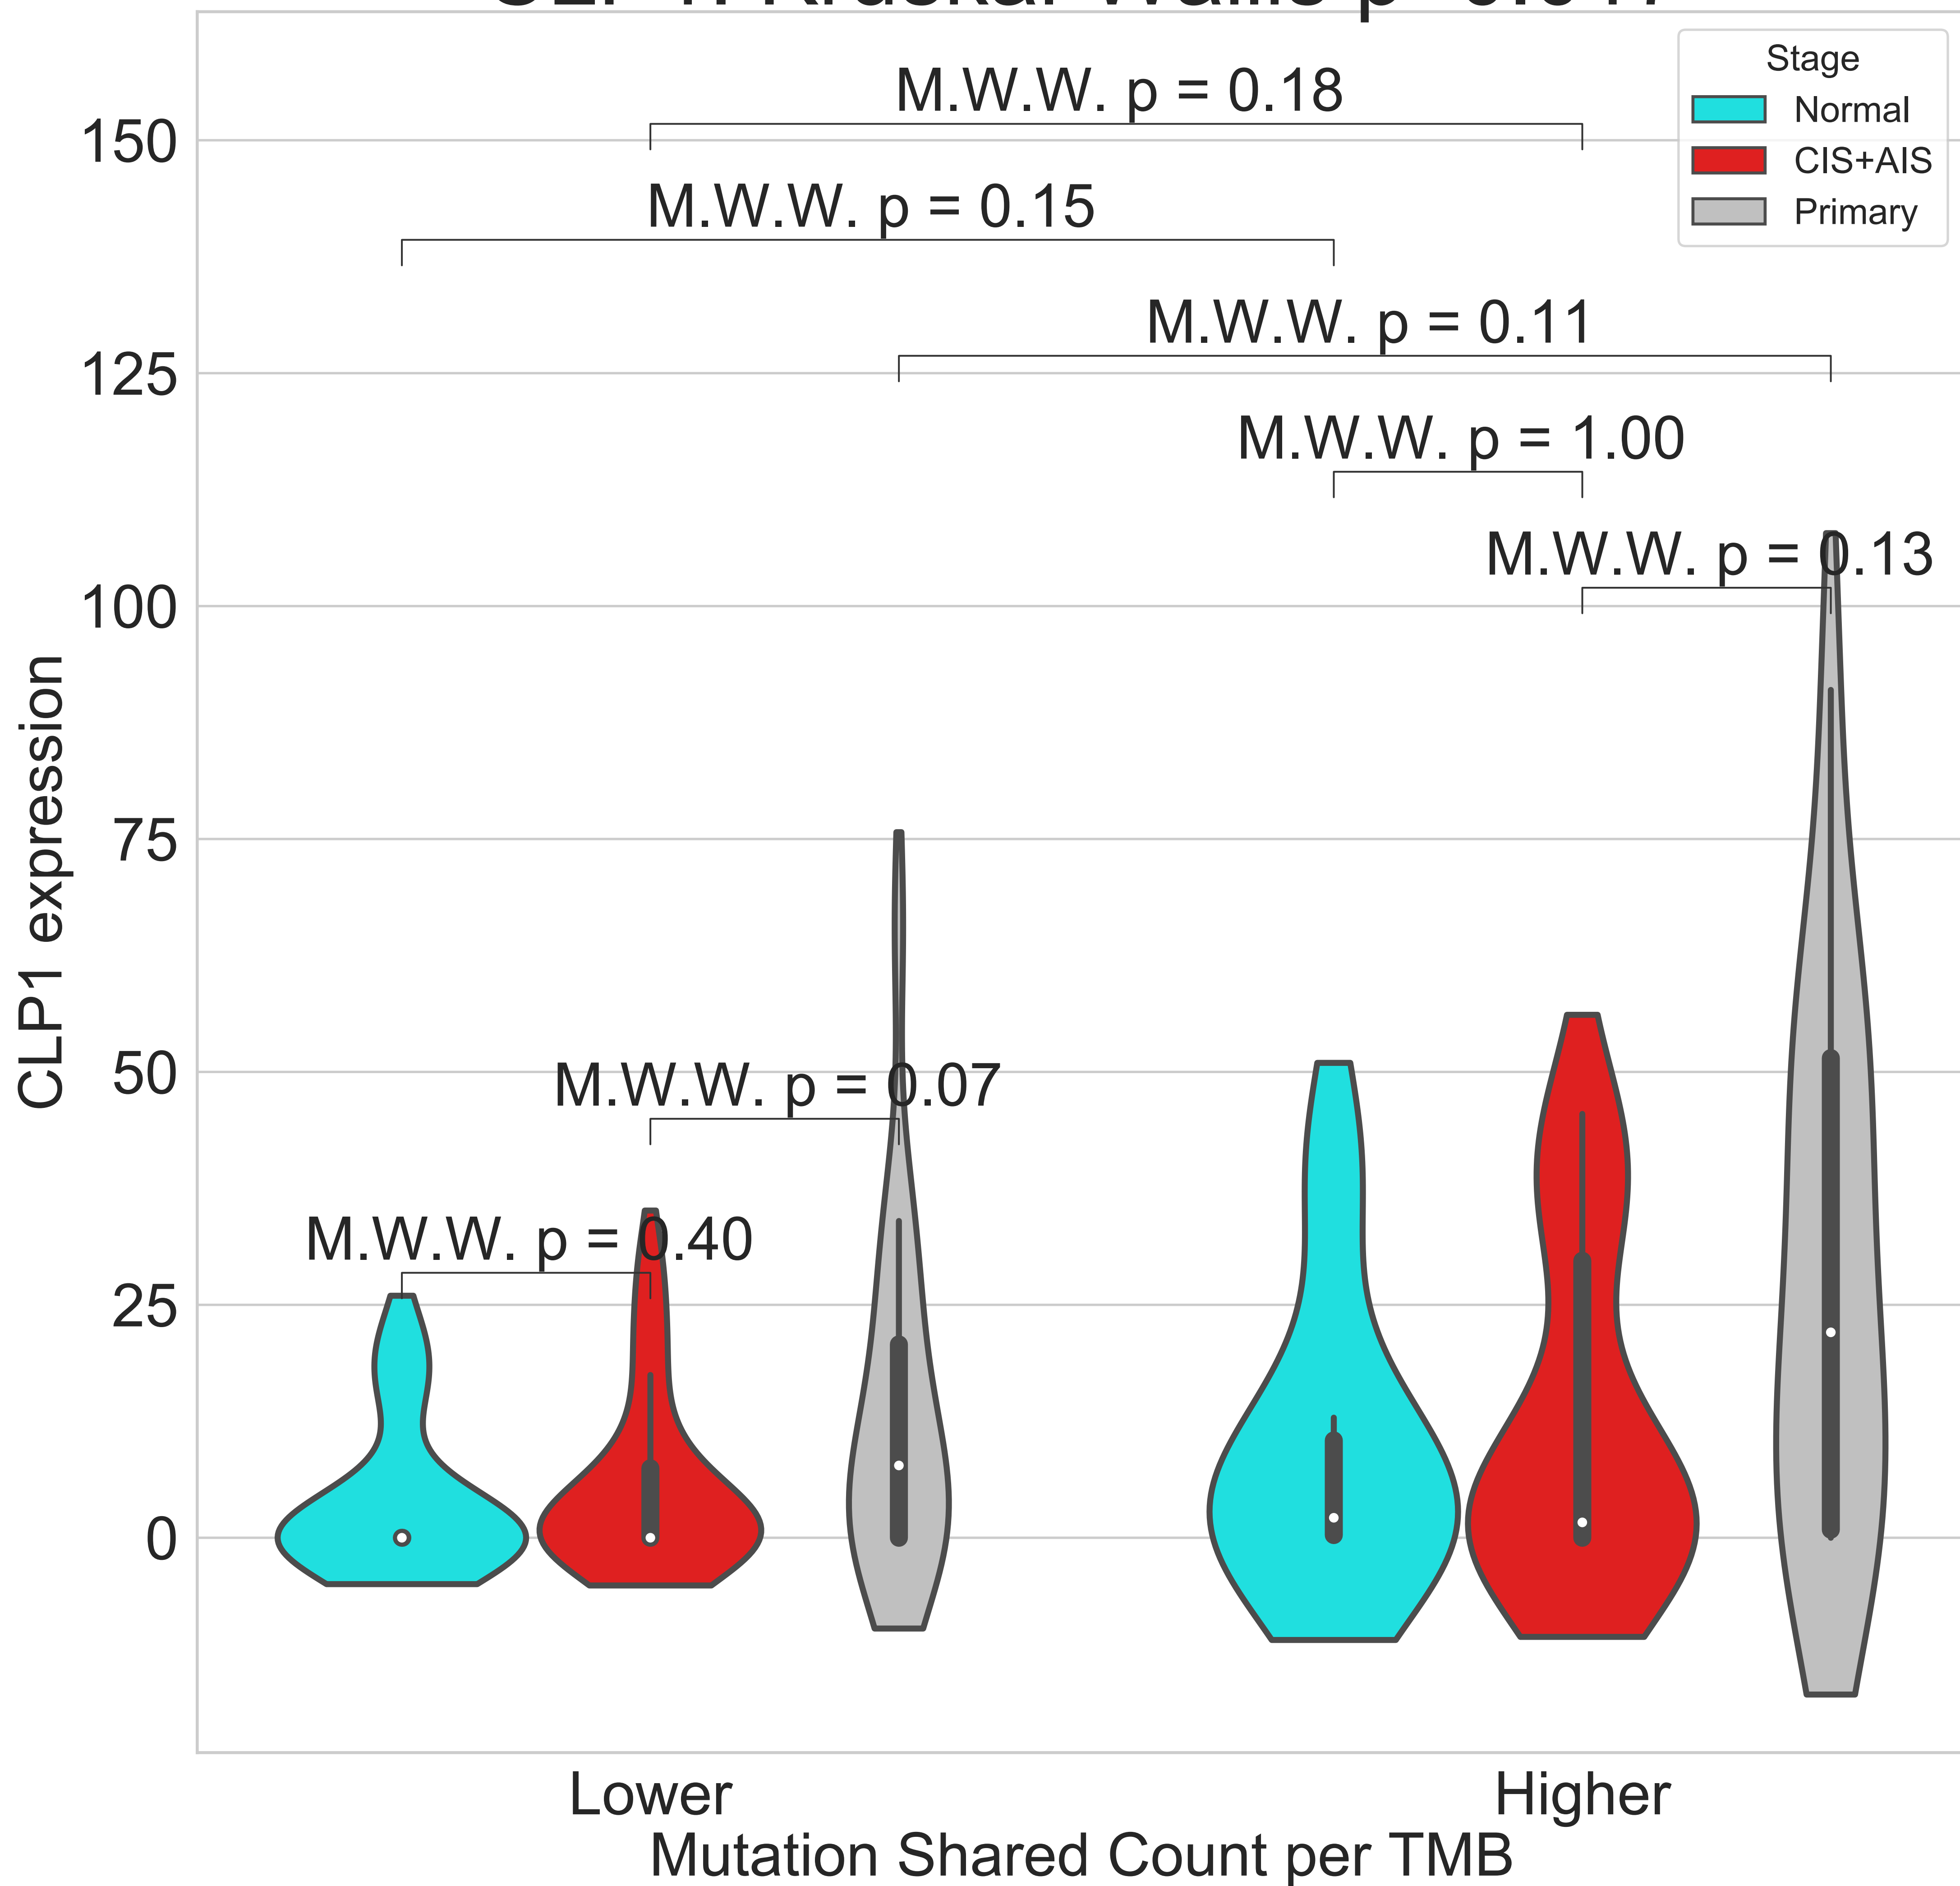 M.W.W. p = 0.18
M.W.W. p = 0.15
M.W.W. p = 0.11
M.W.W. p = 1.00
M.W.W. p = 0.13
M.W.W. p = 0.07
M.W.W. p = 0.40
Stage
Normal
CIS+AIS
Primary
150
125
100
75
50
25
0
CLP1 expression
Lower
Higher
Mutation Shared Count per TMB